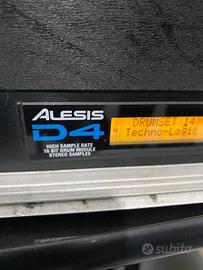 ALESIS
D4
HIGH SAMPLE RATE
16 BIT DRUM MODULE
STEREO SAMPLES
DRUMSET 14
Techno-Logic
subito